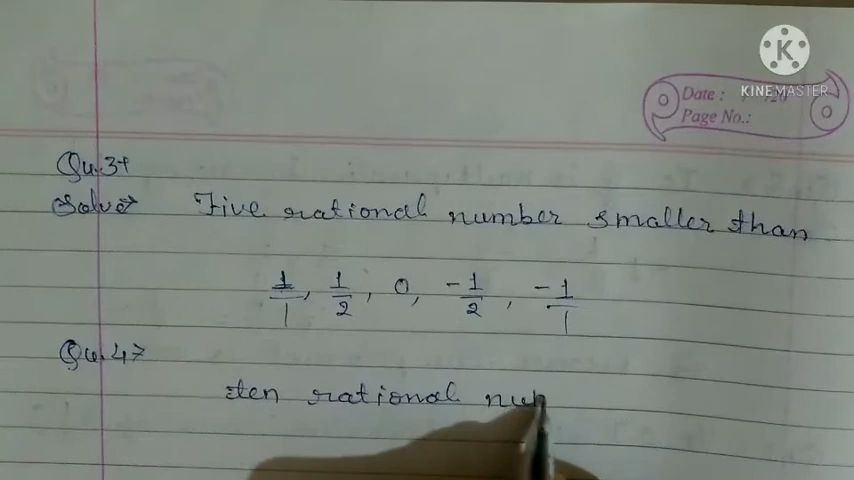 KINEMASTER
Date :
Page No.:
Qu.3→
Solve→ Five rational number smaller than
1/1, 1/2, 0, -1/2, -1/1
Qu.4→
ten rational num